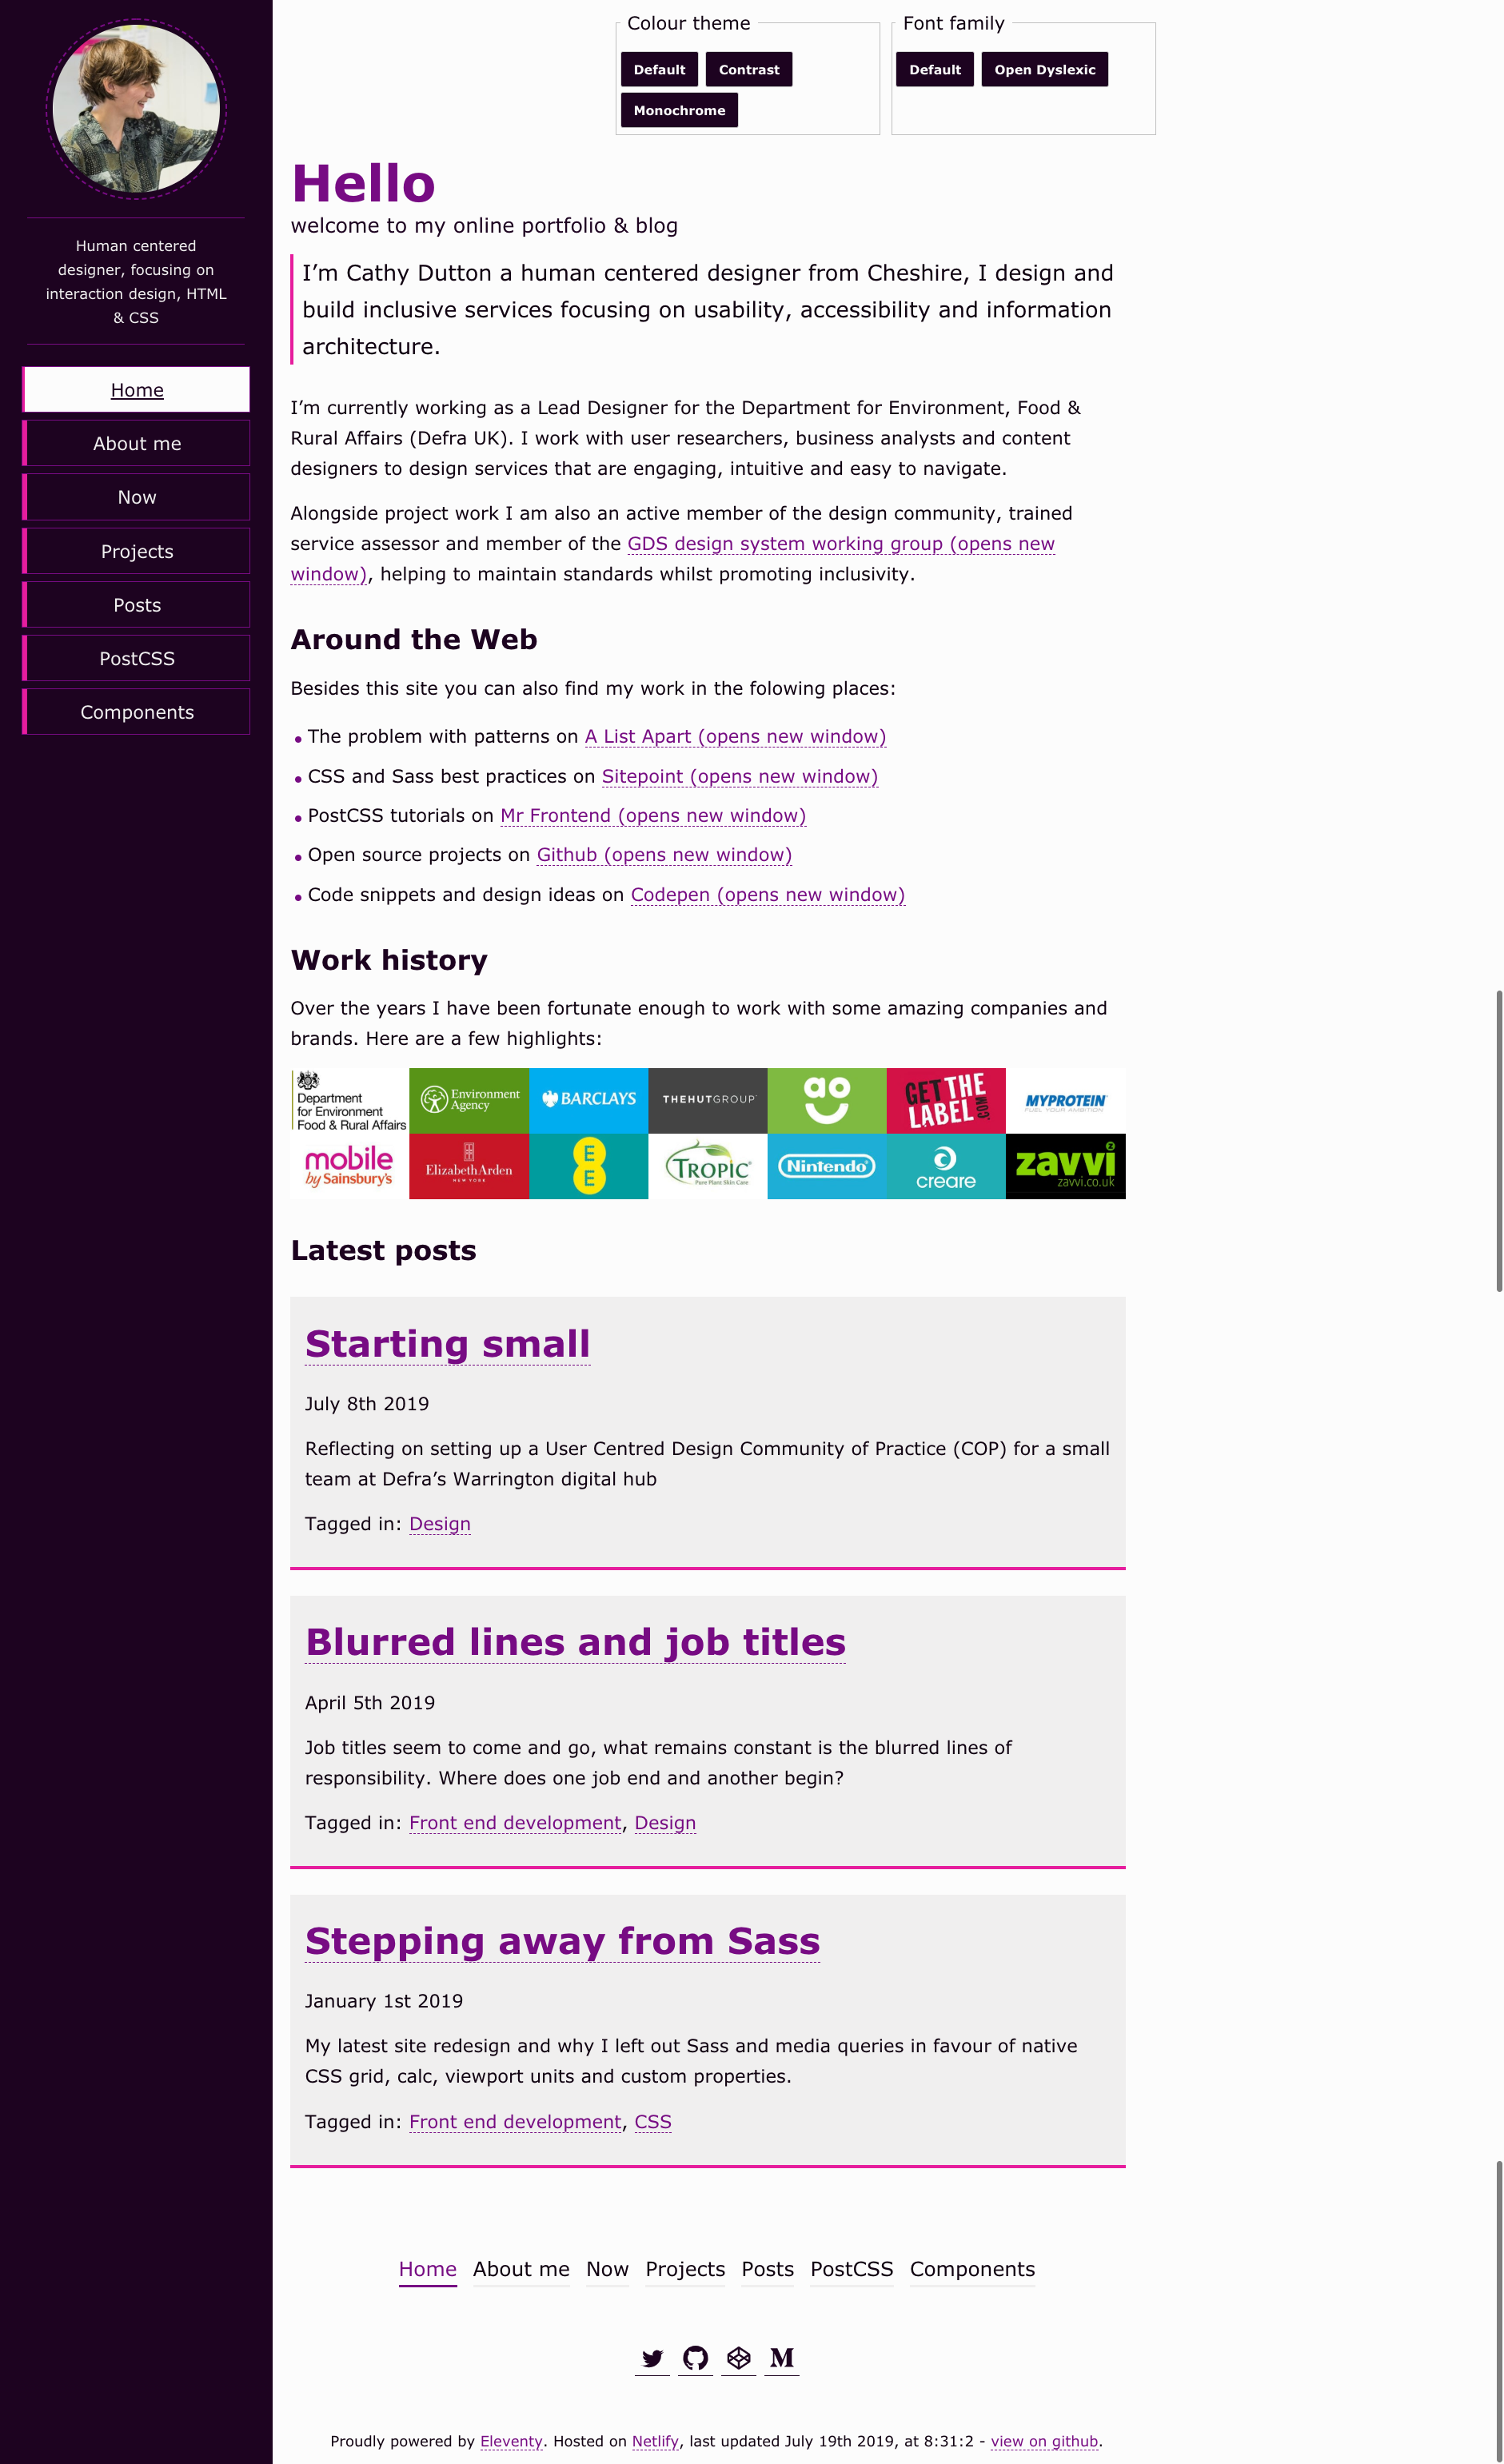 Human centered
designer, focusing on
interaction design, HTML
& CSS
Home
About me
Now
Projects
Posts
PostCSS
Components
Colour theme
Default
Contrast
Monochrome
Font family
Default
Open Dyslexic
Hello
welcome to my online portfolio & blog
I’m Cathy Dutton a human centered designer from Cheshire, I design and
build inclusive services focusing on usability, accessibility and information
architecture.
I’m currently working as a Lead Designer for the Department for Environment, Food &
Rural Affairs (Defra UK). I work with user researchers, business analysts and content
designers to design services that are engaging, intuitive and easy to navigate.
Alongside project work I am also an active member of the design community, trained
service assessor and member of the GDS design system working group (opens new
window), helping to maintain standards whilst promoting inclusivity.
Around the Web
Besides this site you can also find my work in the folowing places:
The problem with patterns on A List Apart (opens new window)
CSS and Sass best practices on Sitepoint (opens new window)
PostCSS tutorials on Mr Frontend (opens new window)
Open source projects on Github (opens new window)
Code snippets and design ideas on Codepen (opens new window)
Work history
Over the years I have been fortunate enough to work with some amazing companies and
brands. Here are a few highlights:
Department
for Environment
Food & Rural Affairs
Environment
Agency
BARCLAYS
THEHUTGROUP
ao
GET THE
LABEL
.COM
MYPROTEIN
FUEL YOUR AMBITION
mobile
by Sainsbury's
Elizabeth Arden
NEW YORK
EE
TROPIC
Pure Plant Skin Care
Nintendo
creare
zavvi
zavvi.co.uk
Latest posts
Starting small
July 8th 2019
Reflecting on setting up a User Centred Design Community of Practice (COP) for a small
team at Defra’s Warrington digital hub
Tagged in: Design
Blurred lines and job titles
April 5th 2019
Job titles seem to come and go, what remains constant is the blurred lines of
responsibility. Where does one job end and another begin?
Tagged in: Front end development, Design
Stepping away from Sass
January 1st 2019
My latest site redesign and why I left out Sass and media queries in favour of native
CSS grid, calc, viewport units and custom properties.
Tagged in: Front end development, CSS
Home About me Now Projects Posts PostCSS Components
M
Proudly powered by Eleventy. Hosted on Netlify, last updated July 19th 2019, at 8:31:2 - view on github.